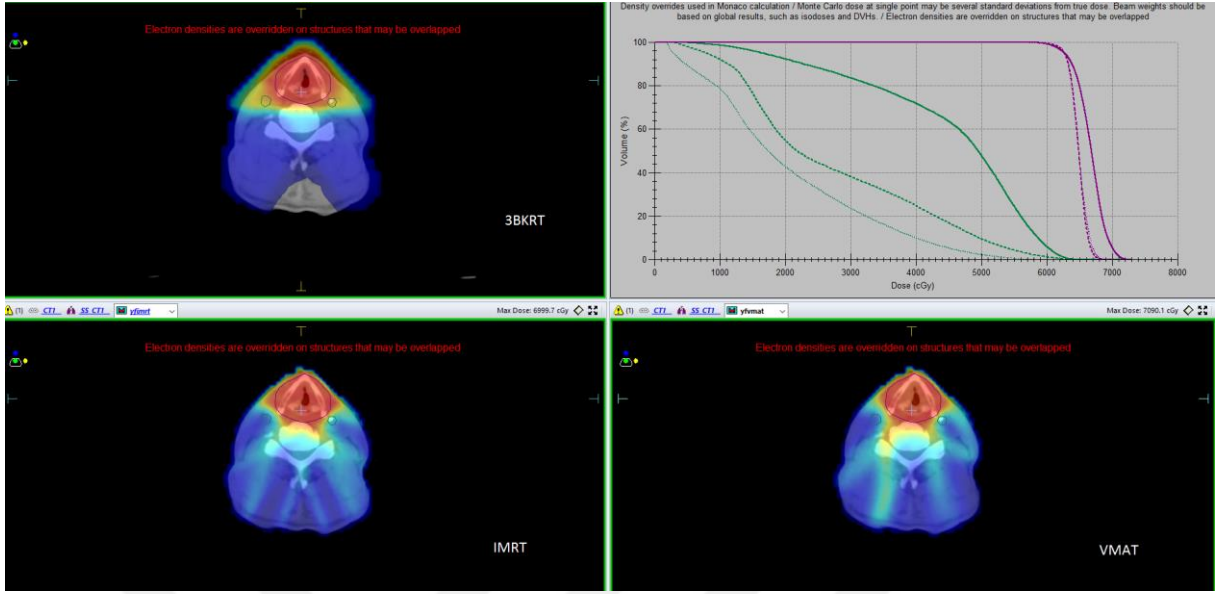 Electron densities are overridden on structures that may be overlapped
3BKRT
Density overrides used in Monaco calculation / Monte Carlo dose at single point may be several standard deviations from true dose. Beam weights should be
based on global results, such as isodoses and DVHs. / Electron densities are overridden on structures that may be overlapped
Volume (%)
100
80
60
40
20
0
0 1000 2000 3000 4000 5000 6000 7000 8000
Dose (cGy)
(1) CT1 SS CT1 yfimrt Max Dose: 6999.7 cGy
Electron densities are overridden on structures that may be overlapped
IMRT
(1) CT1 SS CT1 yfvmat Max Dose: 7090.1 cGy
Electron densities are overridden on structures that may be overlapped
VMAT